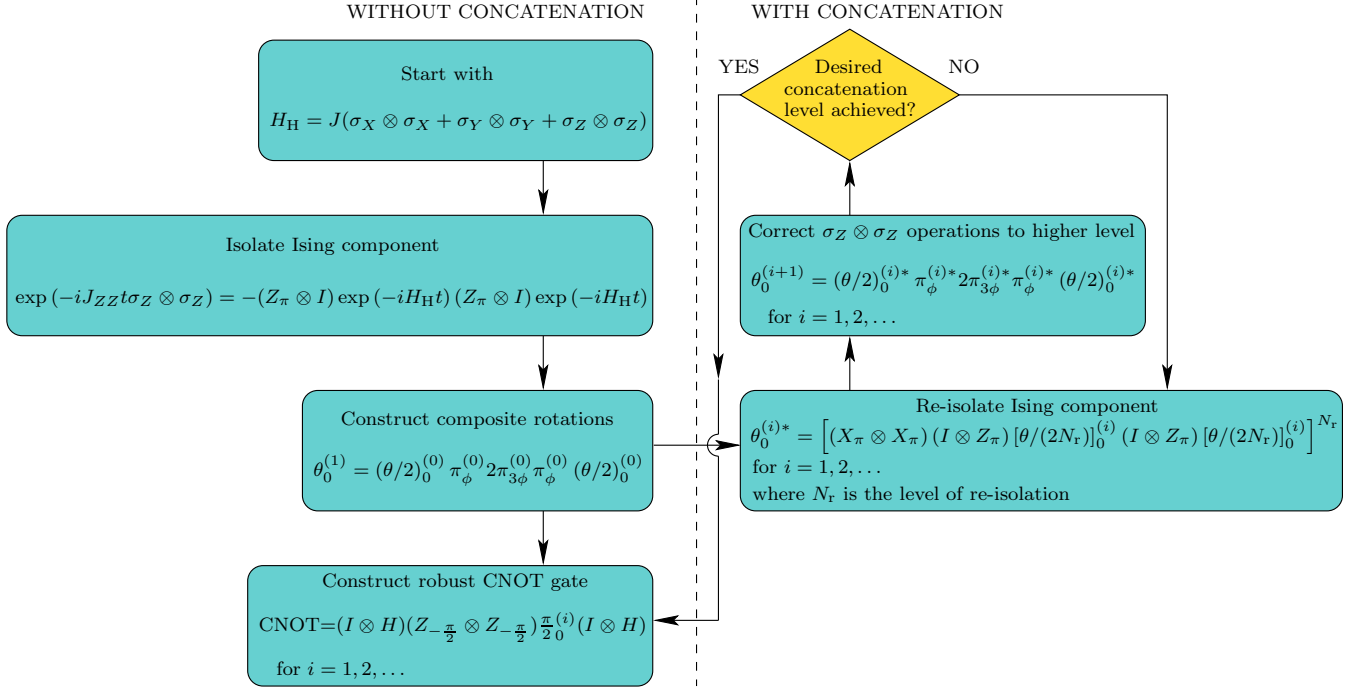 WITHOUT CONCATENATION
Start with
H_H = J(σ_X ⊗ σ_X + σ_Y ⊗ σ_Y + σ_Z ⊗ σ_Z)
Isolate Ising component
exp (−iJ_{ZZ}tσ_Z ⊗ σ_Z) = −(Z_π ⊗ I) exp (−iH_Ht) (Z_π ⊗ I) exp (−iH_Ht)
Construct composite rotations
θ_0^{(1)} = (θ/2)_0^{(0)} π_ϕ^{(0)} 2π_{3ϕ}^{(0)} π_ϕ^{(0)} (θ/2)_0^{(0)}
Construct robust CNOT gate
CNOT=(I ⊗ H)(Z_{−π/2} ⊗ Z_{−π/2}) π/2_0^{(i)} (I ⊗ H)
for i = 1, 2, . . .
WITH CONCATENATION
YES
NO
Desired
concatenation
level achieved?
Correct σ_Z ⊗ σ_Z operations to higher level
θ_0^{(i+1)} = (θ/2)_0^{(i)∗} π_ϕ^{(i)∗} 2π_{3ϕ}^{(i)∗} π_ϕ^{(i)∗} (θ/2)_0^{(i)∗}
for i = 1, 2, . . .
Re-isolate Ising component
θ_0^{(i)∗} = [(X_π ⊗ X_π) (I ⊗ Z_π) [θ/(2N_r)]_0^{(i)} (I ⊗ Z_π) [θ/(2N_r)]_0^{(i)}]^{N_r}
for i = 1, 2, . . .
where N_r is the level of re-isolation